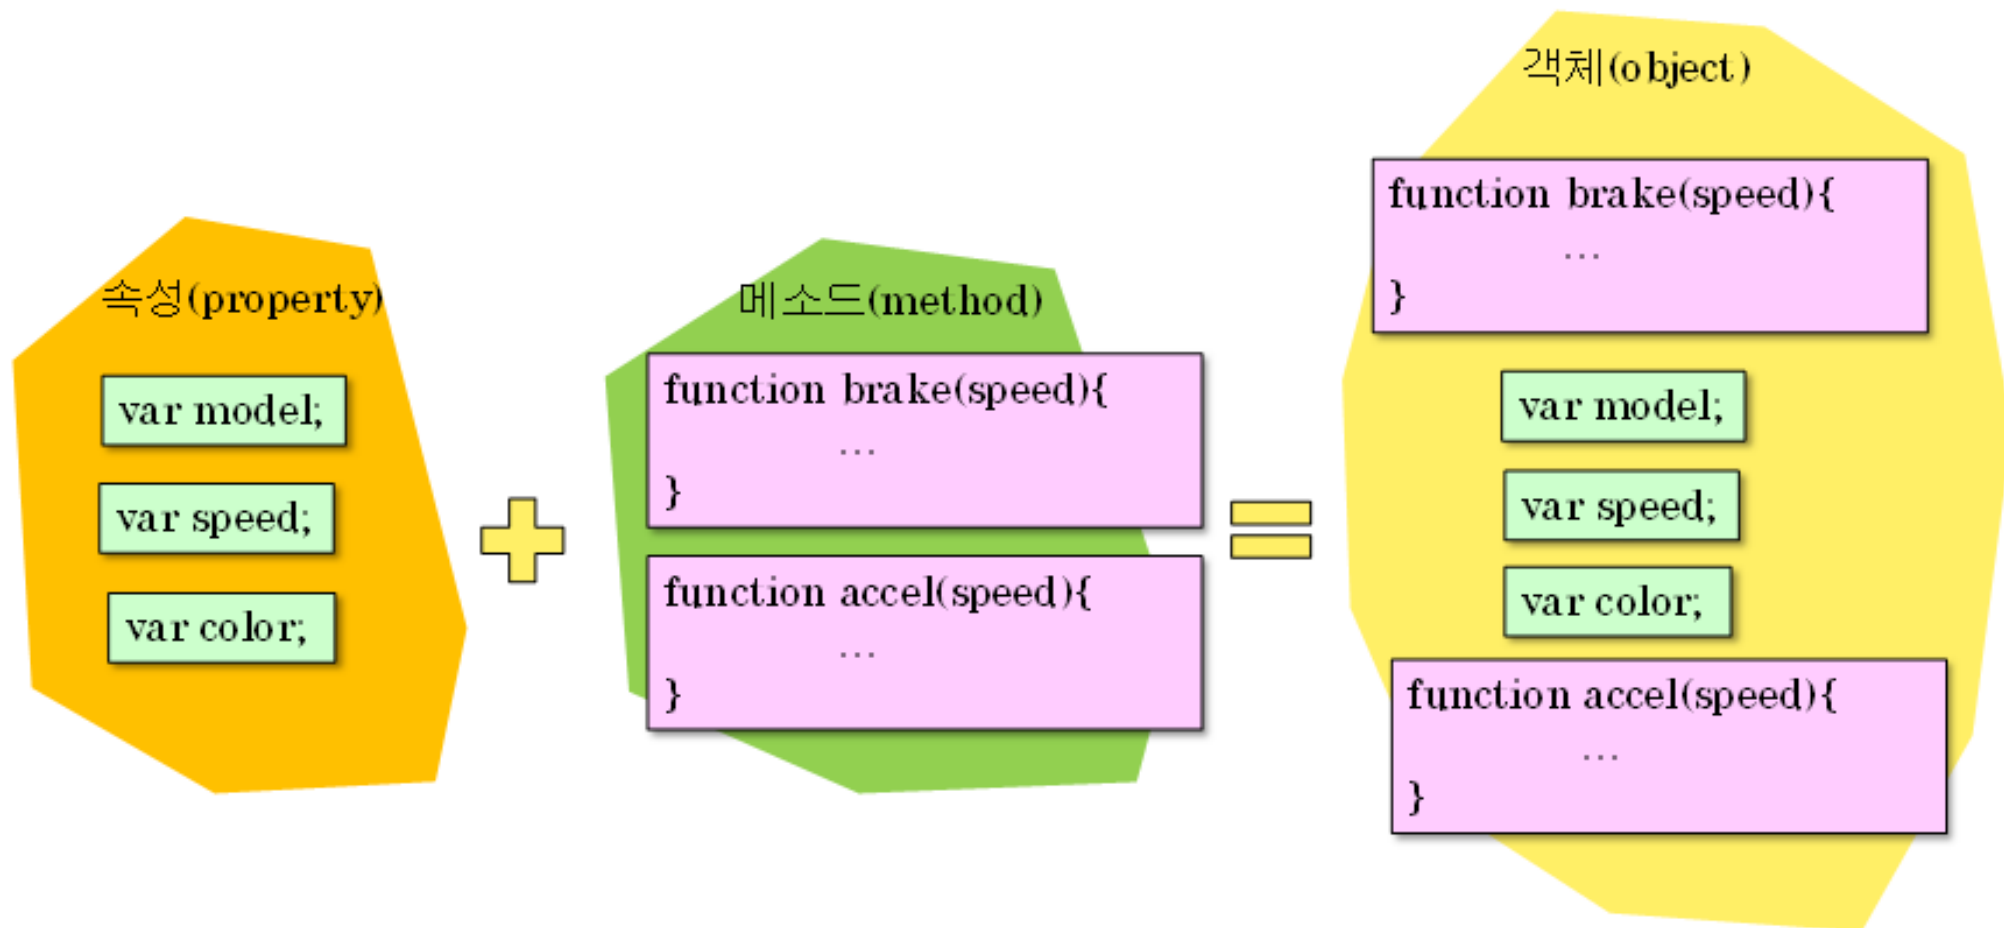 속성(property)
var model;
var speed;
var color;
메소드(method)
function brake(speed){
...
}
function accel(speed){
...
}
객체(object)
function brake(speed){
...
}
var model;
var speed;
var color;
function accel(speed){
...
}